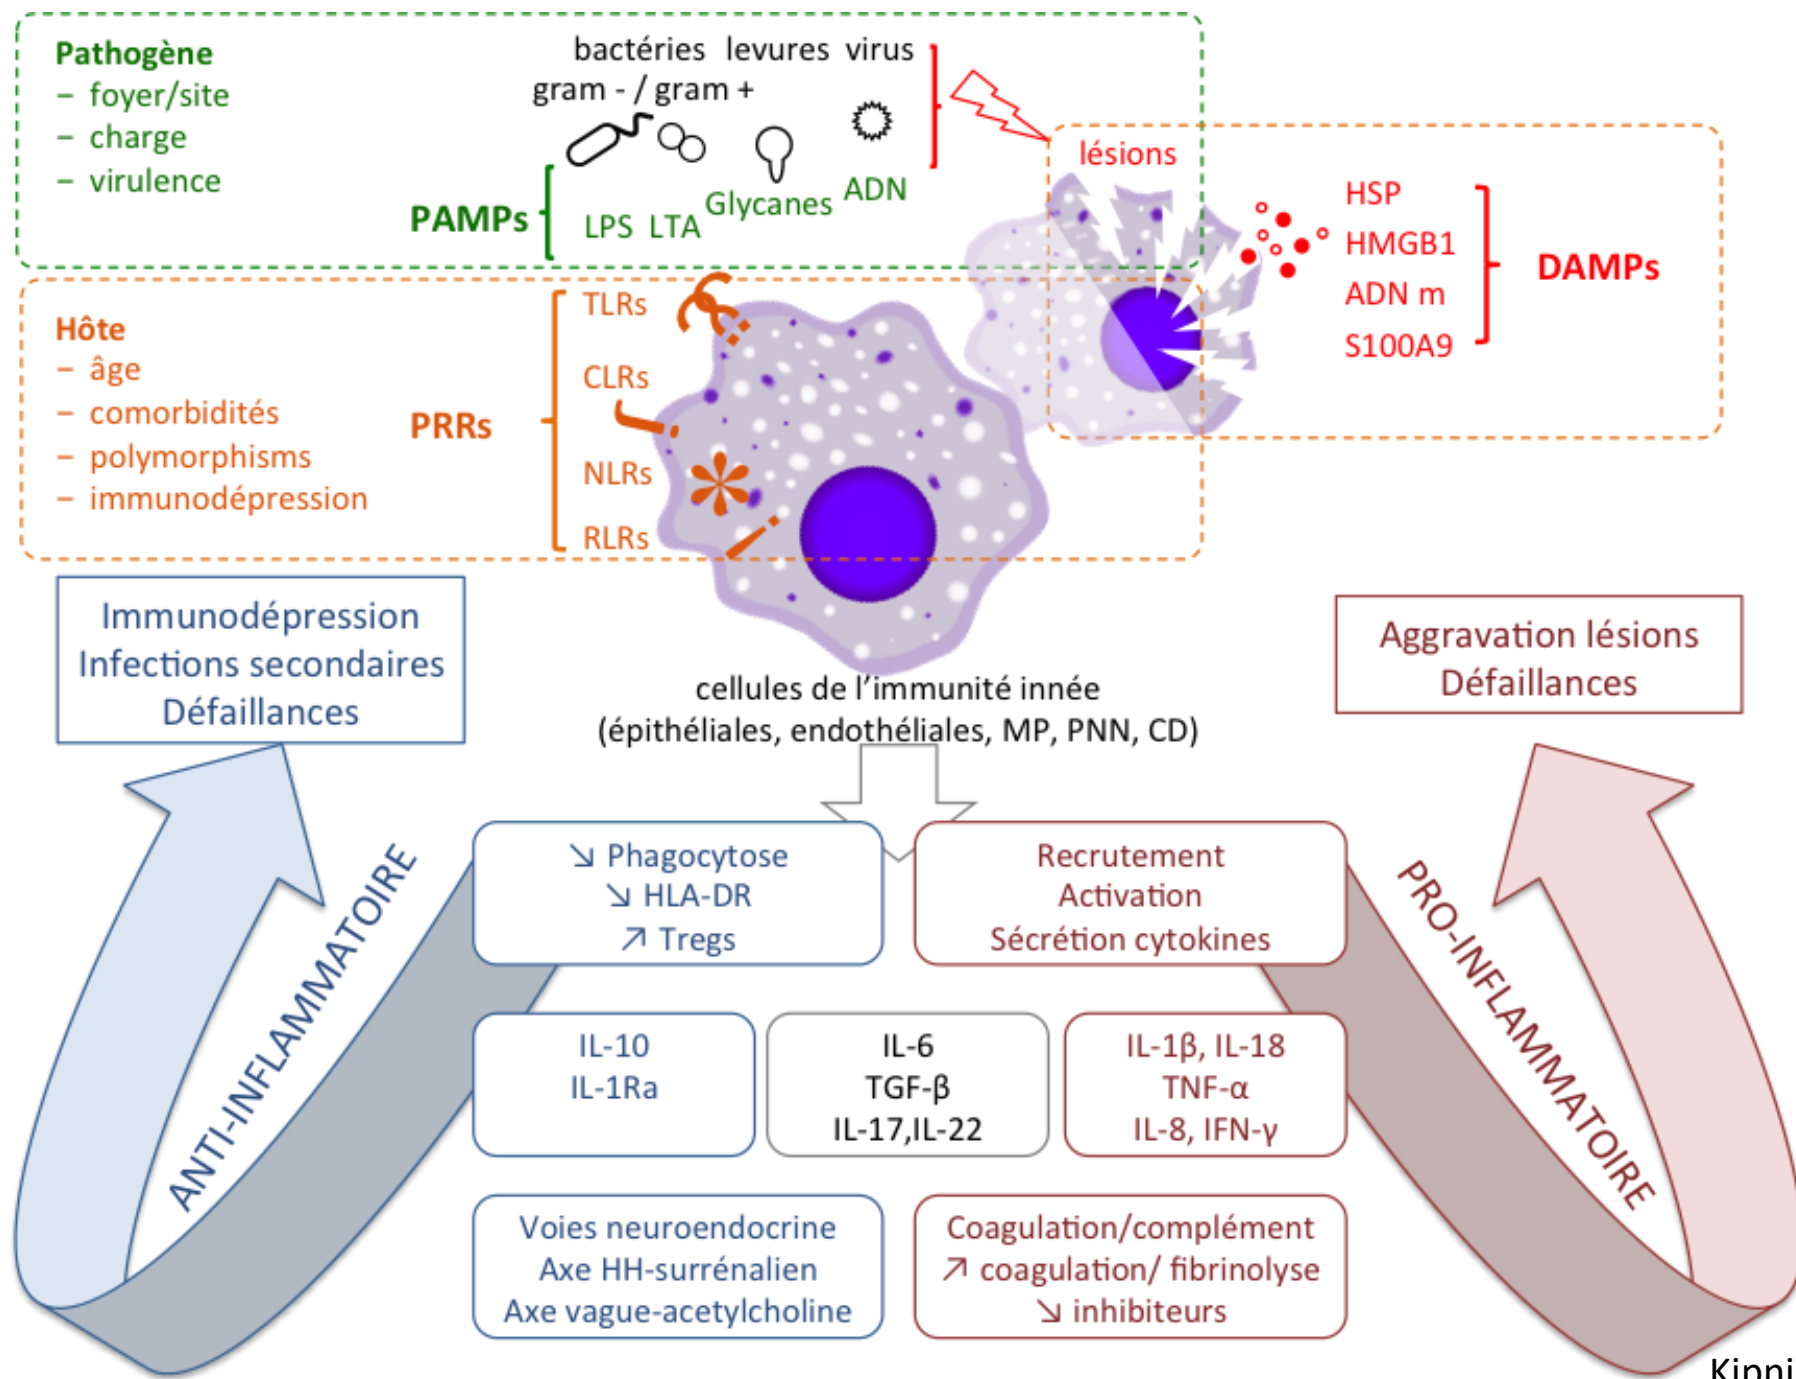 Pathogène
– foyer/site
– charge
– virulence
bactéries levures virus
gram - / gram +
PAMPs
LPS LTA Glycanes ADN
lésions
HSP
HMGB1
ADN m
S100A9
DAMPs
Hôte
– âge
– comorbidités
– polymorphisms
– immunodépression
PRRs
TLRs
CLRs
NLRs
RLRs
cellules de l'immunité innée
(épithéliales, endothéliales, MP, PNN, CD)
Immunodépression
Infections secondaires
Défaillances
Aggravation lésions
Défaillances
ANTI-INFLAMMATOIRE
↘ Phagocytose
↘ HLA-DR
↗ Tregs
Recrutement
Activation
Sécrétion cytokines
PRO-INFLAMMATOIRE
IL-10
IL-1Ra
IL-6
TGF-β
IL-17,IL-22
IL-1β, IL-18
TNF-α
IL-8, IFN-γ
Voies neuroendocrine
Axe HH-surrénalien
Axe vague-acetylcholine
Coagulation/complément
↗ coagulation/ fibrinolyse
↘ inhibiteurs